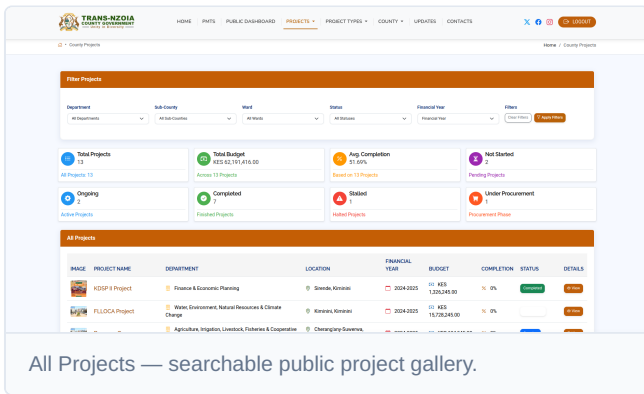 TRANS-NZOIA
COUNTY GOVERNMENT
HOME PMTS PUBLIC DASHBOARD PROJECTS PROJECT TYPES COUNTY UPDATES CONTACTS
LOGOUT
County Projects
Home / County Projects
Filter Projects
Department Sub-County Ward Status Financial Year Filters
All Departments All Sub-Counties All Wards All Statuses Financial Year Clear Filters Apply Filters
Total Projects
13
All Projects: 13
Total Budget
KES 62,191,416.00
Across 13 Projects
Avg. Completion
51.69%
Based on 13 Projects
Not Started
2
Pending Projects
Ongoing
2
Active Projects
Completed
7
Finished Projects
Stalled
1
Halted Projects
Under Procurement
1
Procurement Phase
All Projects
IMAGE PROJECT NAME DEPARTMENT LOCATION FINANCIAL YEAR BUDGET COMPLETION STATUS DETAILS
KDSP II Project Finance & Economic Planning Sirende, Kiminini 2024-2025 KES 1,326,245.00 0% Completed View
FLLOCA Project Water, Environment, Natural Resources & Climate Change Kiminini, Kiminini 2024-2025 KES 15,728,245.00 0% View
Agriculture, Irrigation, Livestock, Fisheries & Cooperative Cherangany-Suwerwa,
All Projects — searchable public project gallery.